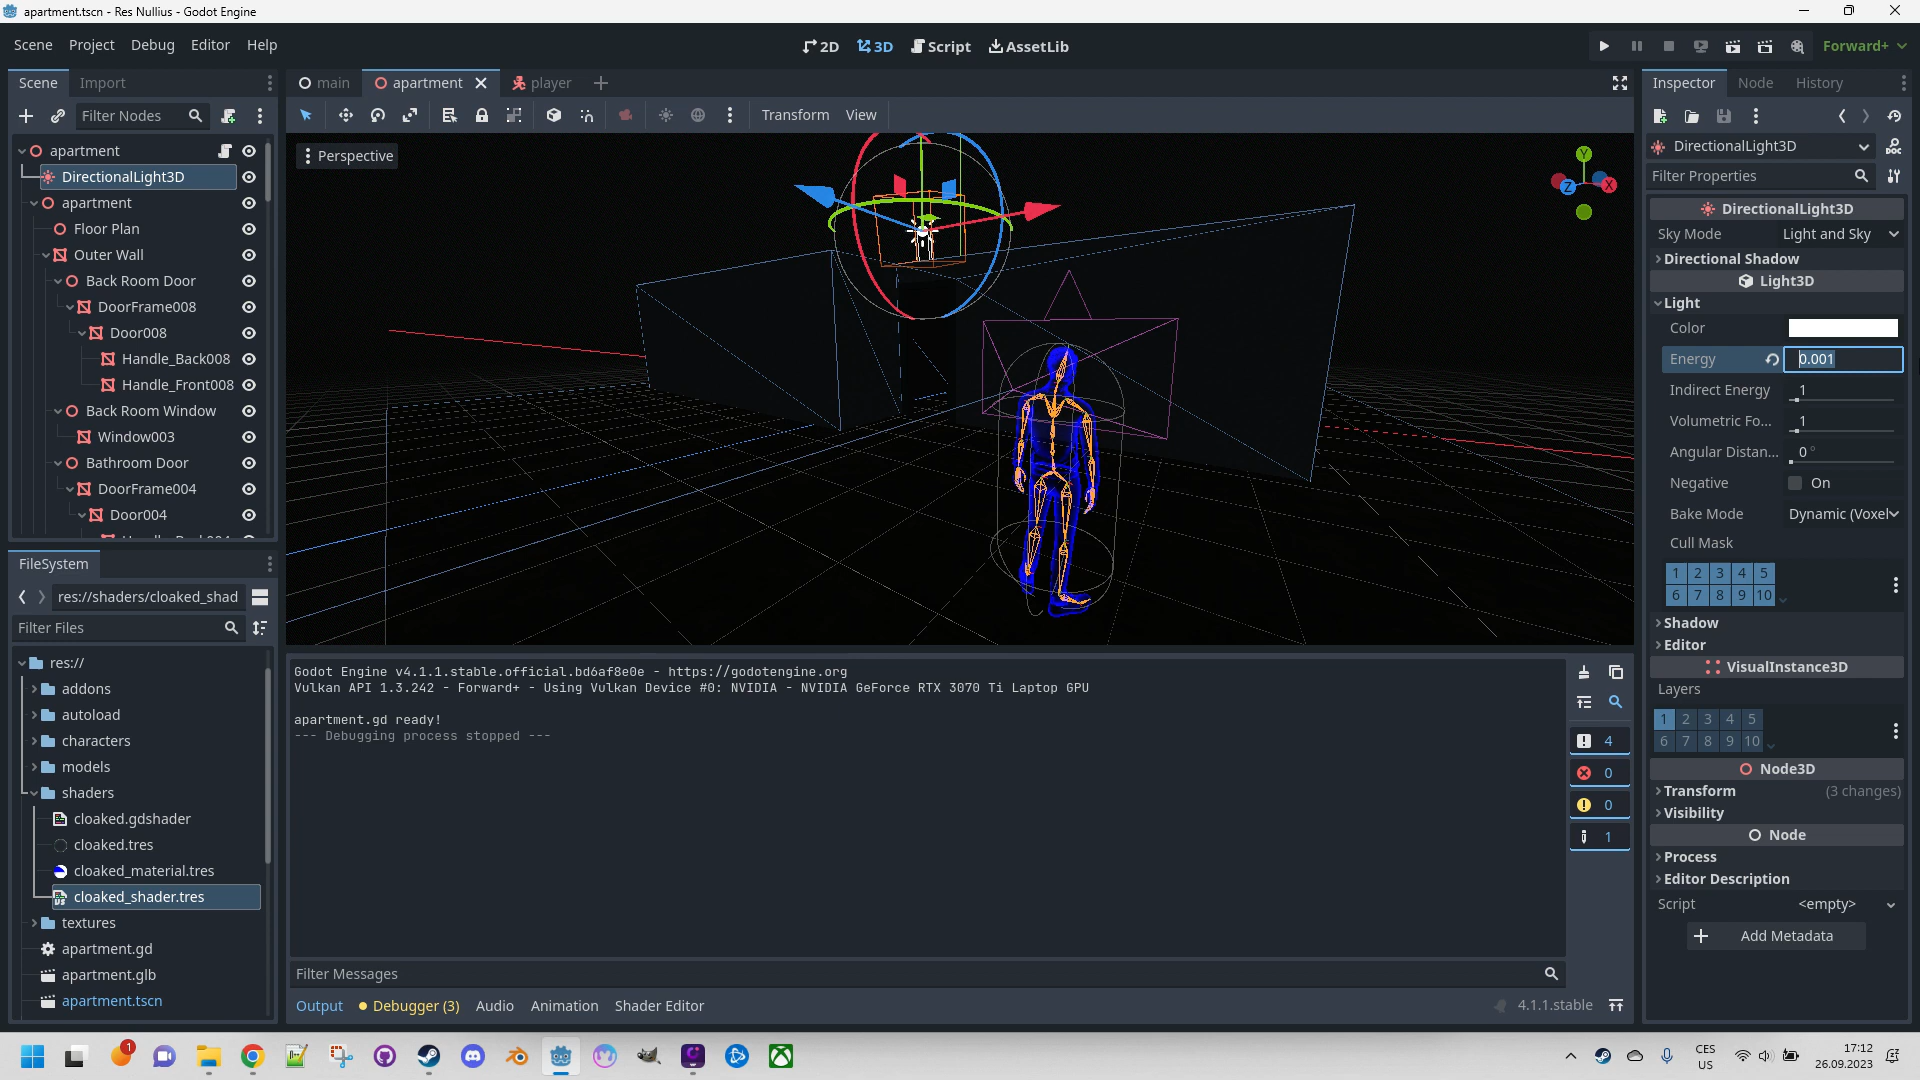 apartment.tscn - Res Nullius - Godot Engine
Scene Project Debug Editor Help
2D 3D Script AssetLib
Forward+
Scene Import
main apartment player
Inspector Node History
Filter Nodes
Transform View
Perspective
apartment
DirectionalLight3D
apartment
Floor Plan
Outer Wall
Back Room Door
DoorFrame008
Door008
Handle_Back008
Handle_Front008
Back Room Window
Window003
Bathroom Door
DoorFrame004
Door004
Y
Z
X
FileSystem
res://shaders/cloaked_shad
Filter Files
res://
addons
autoload
characters
models
shaders
cloaked.gdshader
cloaked.tres
cloaked_material.tres
cloaked_shader.tres
textures
apartment.gd
apartment.glb
apartment.tscn
Godot Engine v4.1.1.stable.official.bd6af8e0e - https://godotengine.org
Vulkan API 1.3.242 - Forward+ - Using Vulkan Device #0: NVIDIA - NVIDIA GeForce RTX 3070 Ti Laptop GPU
apartment.gd ready!
--- Debugging process stopped ---
4
0
0
1
Filter Messages
Output Debugger (3) Audio Animation Shader Editor
4.1.1.stable
DirectionalLight3D
Filter Properties
DirectionalLight3D
Sky Mode Light and Sky
Directional Shadow
Light3D
Light
Color
Energy 0.001
Indirect Energy 1
Volumetric Fo... 1
Angular Distan... 0 °
Negative On
Bake Mode Dynamic (Voxel
Cull Mask
1 2 3 4 5
6 7 8 9 10
Shadow
Editor
VisualInstance3D
Layers
1 2 3 4 5
6 7 8 9 10
Node3D
Transform (3 changes)
Visibility
Node
Process
Editor Description
Script <empty>
Add Metadata
1
CES
US
17:12
26.09.2023